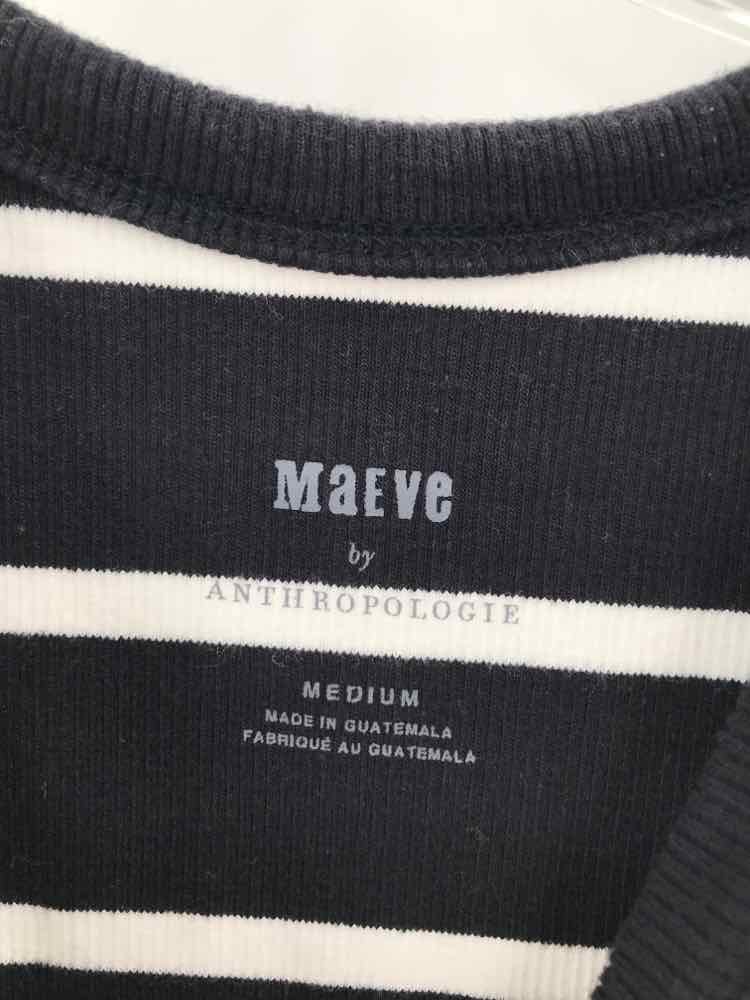 MaEve
by
ANTHROPOLOGIE
MEDIUM
MADE IN GUATEMALA
FABRIQUÉ AU GUATEMALA